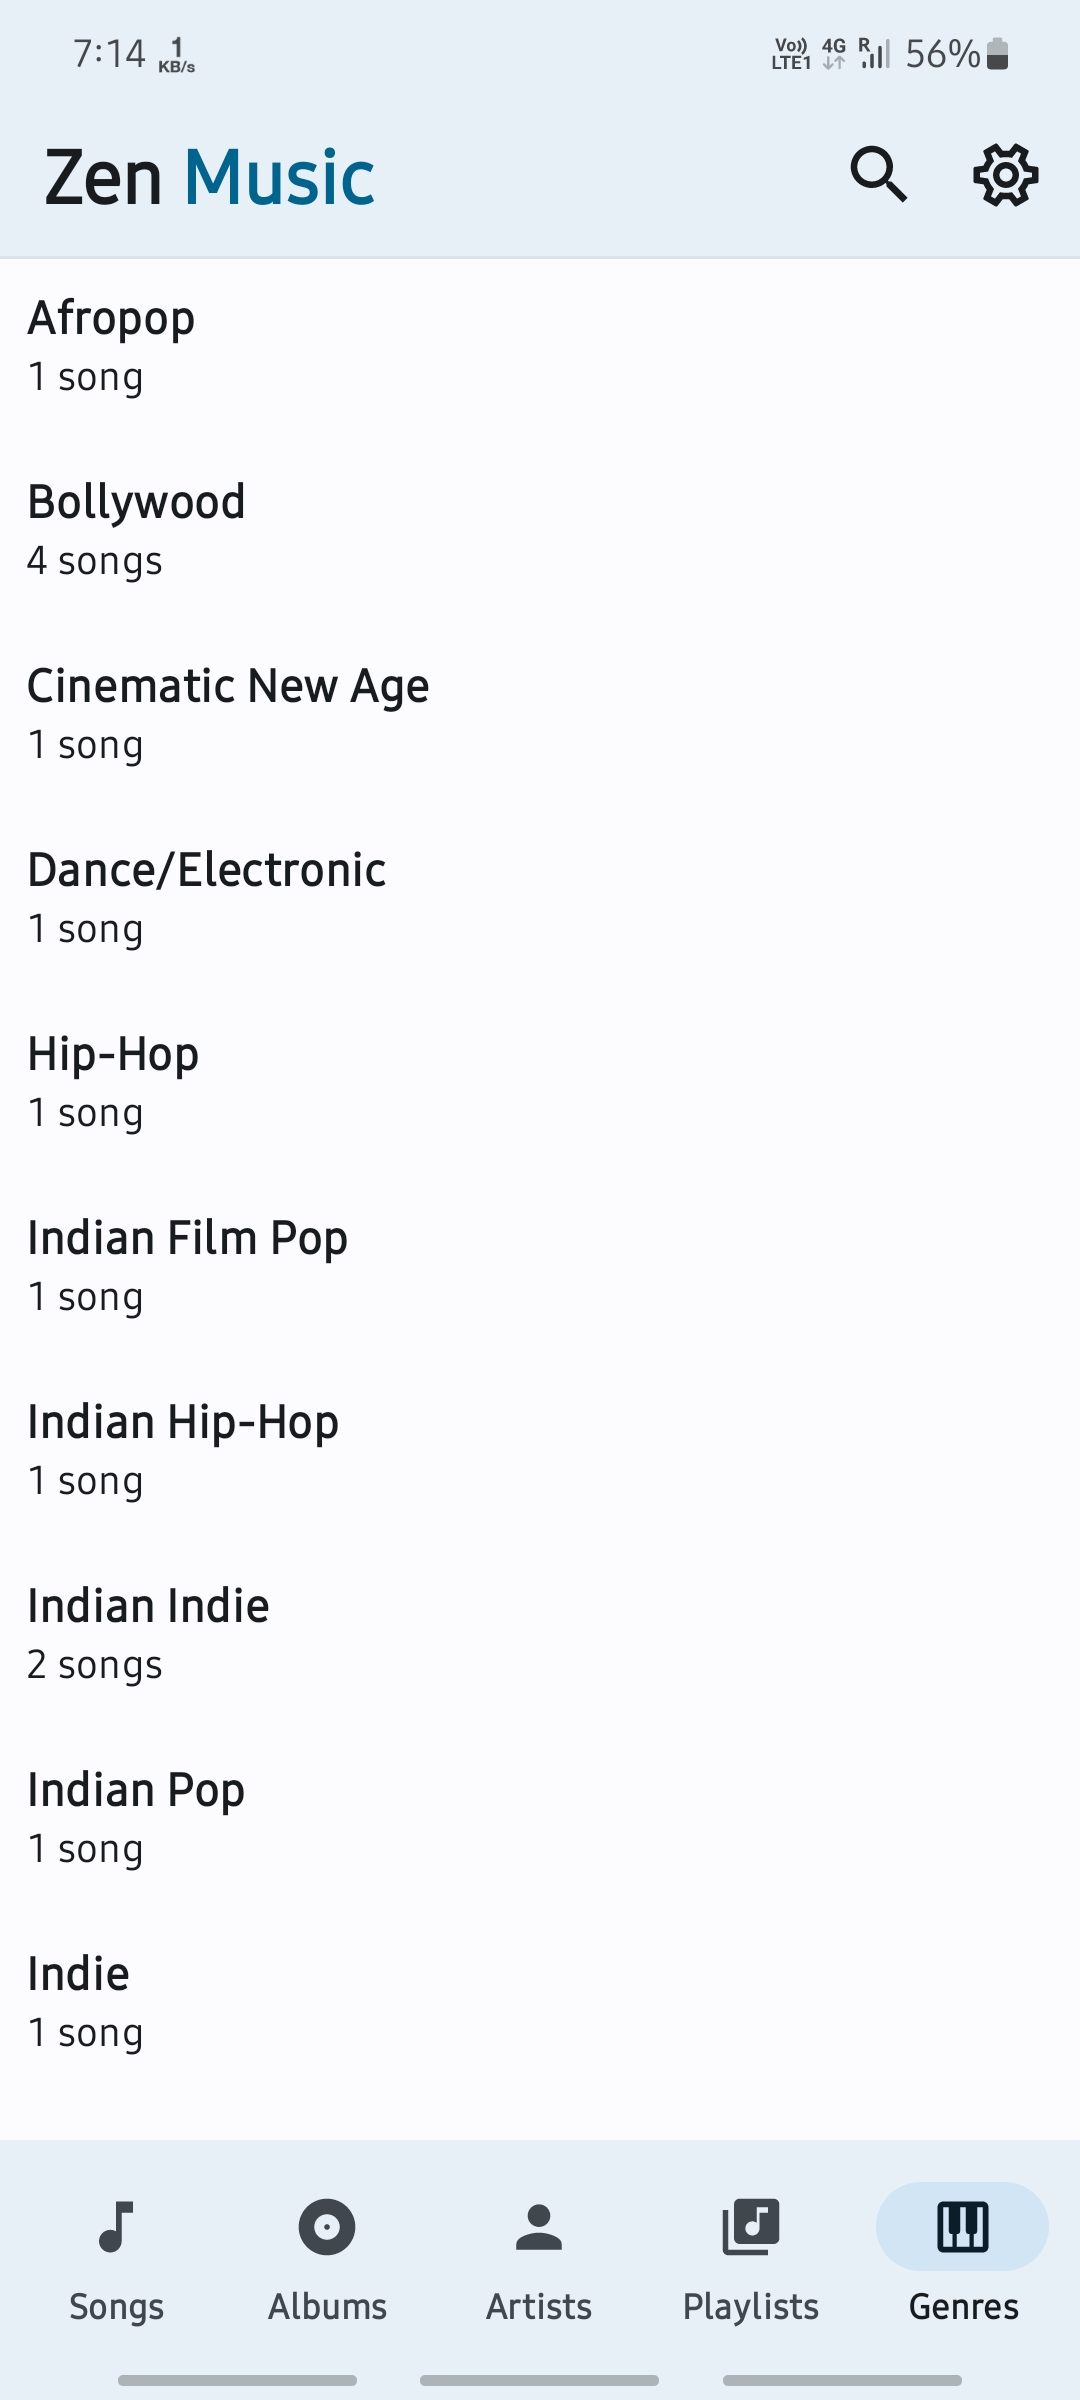 7:14 1 KB/s Vo)) LTE1 4G R 56%
Zen Music
Afropop
1 song
Bollywood
4 songs
Cinematic New Age
1 song
Dance/Electronic
1 song
Hip-Hop
1 song
Indian Film Pop
1 song
Indian Hip-Hop
1 song
Indian Indie
2 songs
Indian Pop
1 song
Indie
1 song
Songs Albums Artists Playlists Genres